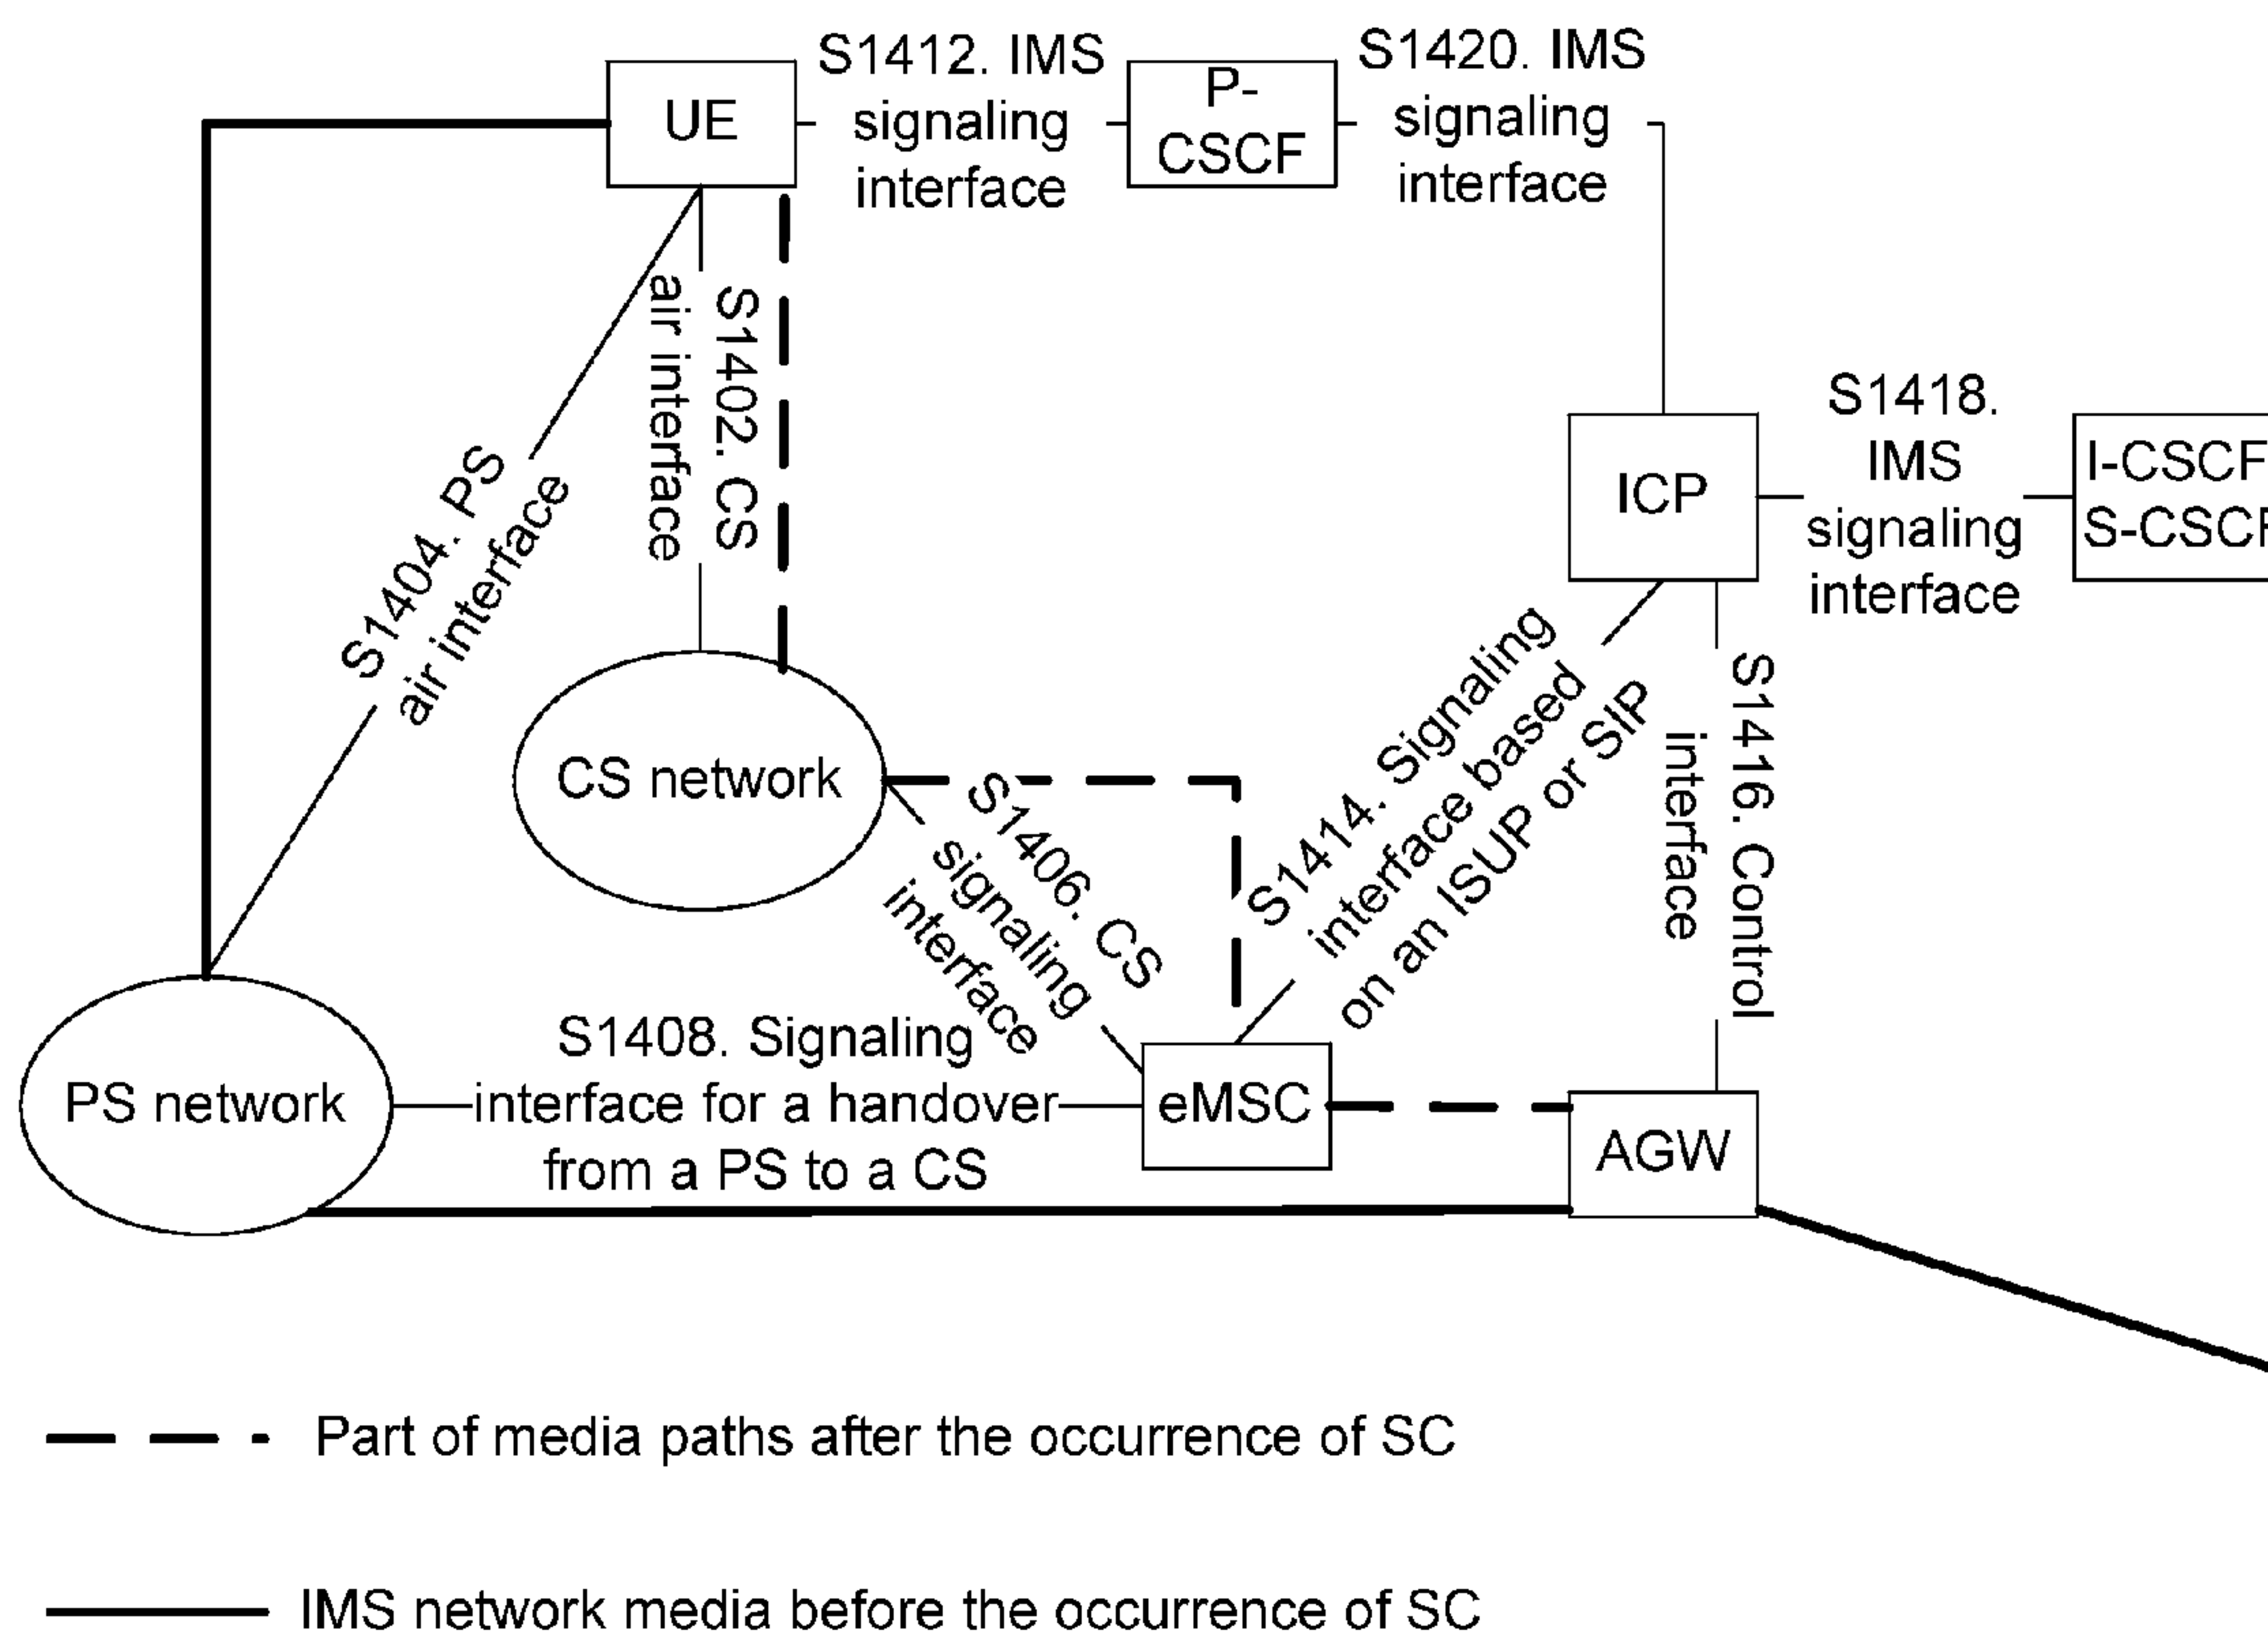 S1412. IMS
signaling
interface
S1420. IMS
signaling
interface
UE
P-
CSCF
S1402. CS
air interface
S1404. PS
air interface
S1418.
IMS
signaling
interface
ICP
I-CSCF
S-CSCF
CS network
S1406. CS
signaling
interface
S1414. Signaling
interface based
on an ISUP or SIP
S1416. Control
interface
PS network
S1408. Signaling
interface for a handover
from a PS to a CS
eMSC
AGW
Part of media paths after the occurrence of SC
IMS network media before the occurrence of SC